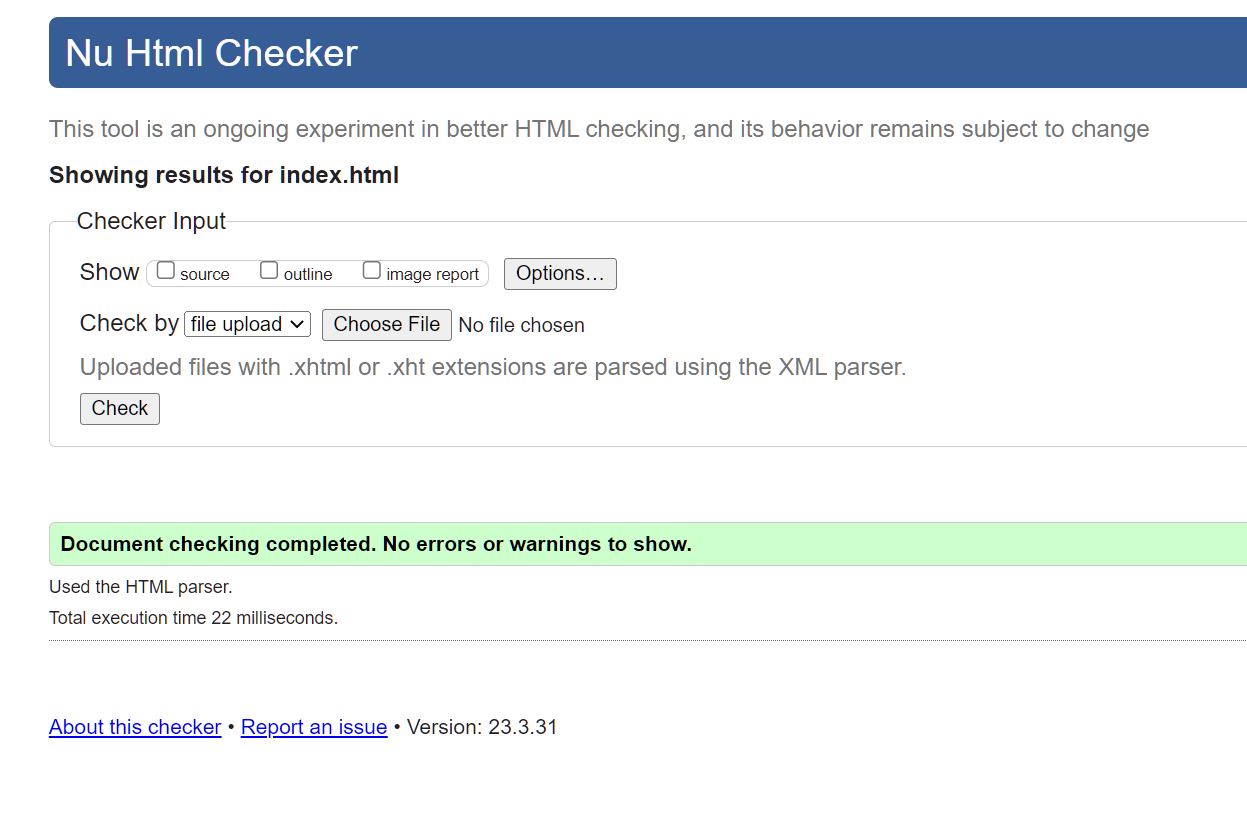 Nu Html Checker
This tool is an ongoing experiment in better HTML checking, and its behavior remains subject to change
Showing results for index.html
Checker Input
Show source outline image report Options…
Check by file upload Choose File No file chosen
Uploaded files with .xhtml or .xht extensions are parsed using the XML parser.
Check
Document checking completed. No errors or warnings to show.
Used the HTML parser.
Total execution time 22 milliseconds.
About this checker • Report an issue • Version: 23.3.31